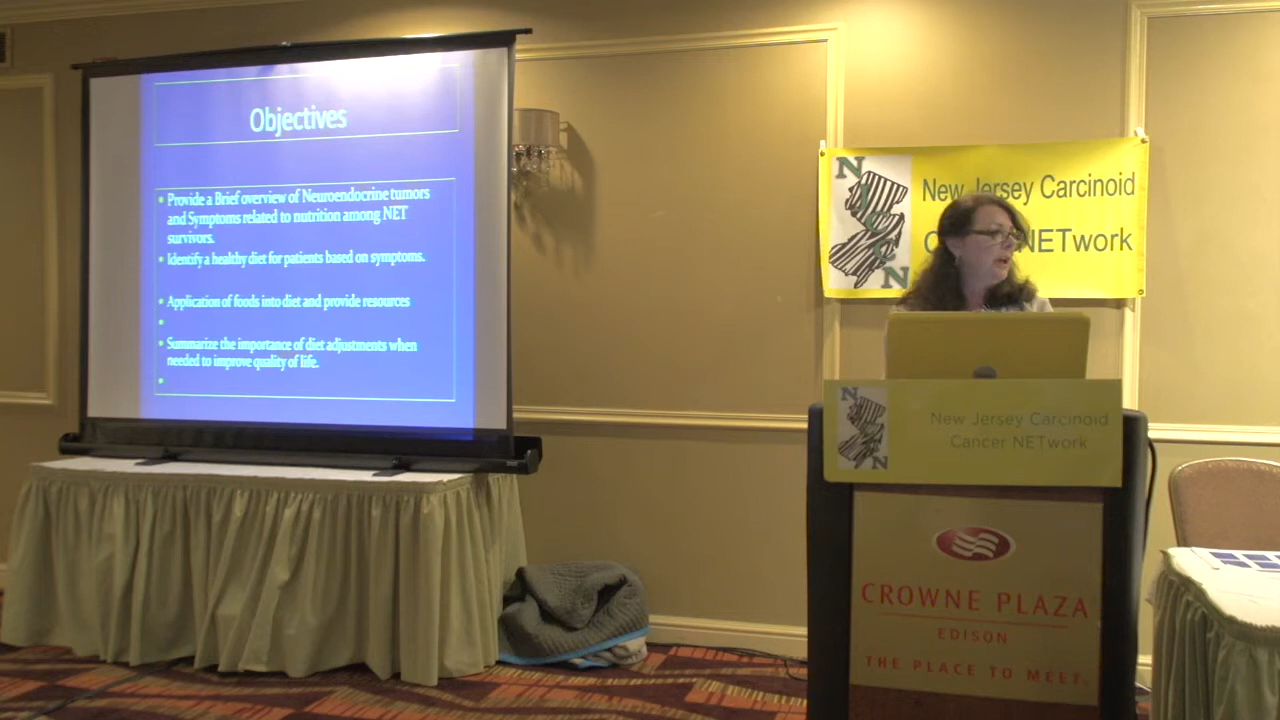 Objectives
• Provide a Brief overview of Neuroendocrine tumors
and Symptoms related to nutrition among NET
survivors.
• Identify a healthy diet for patients based on symptoms.
• Application of foods into diet and provide resources
•
• Summarize the importance of diet adjustments when
needed to improve quality of life.
•
NJCCN
New Jersey Carcinoid
NETwork
N
N
New Jersey Carcinoid
Cancer NETwork
CROWNE PLAZA
EDISON
THE PLACE TO MEET.